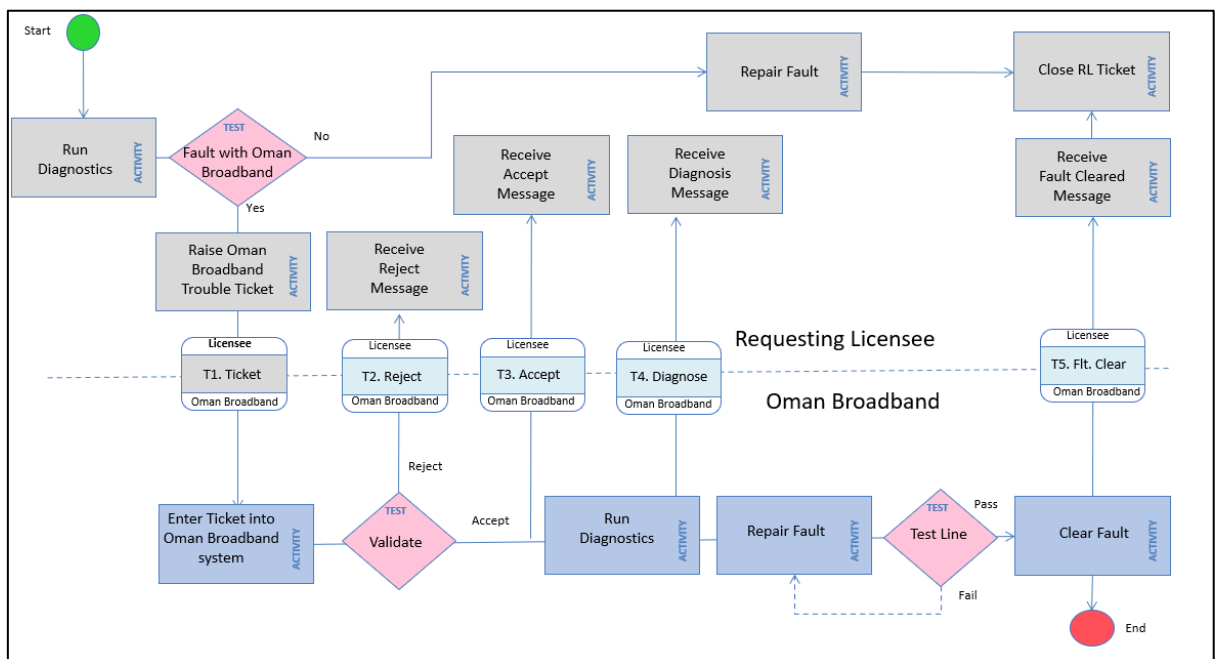 Start
Run
Diagnostics
ACTIVITY
TEST
Fault with Oman
Broadband
No
Yes
Repair Fault
ACTIVITY
Close RL Ticket
ACTIVITY
Receive
Accept
Message
ACTIVITY
Receive
Diagnosis
Message
ACTIVITY
Receive
Fault Cleared
Message
ACTIVITY
Raise Oman
Broadband
Trouble Ticket
ACTIVITY
Receive
Reject
Message
ACTIVITY
Licensee
T1. Ticket
Oman Broadband
Licensee
T2. Reject
Oman Broadband
Licensee
T3. Accept
Oman Broadband
Licensee
T4. Diagnose
Oman Broadband
Requesting Licensee
Oman Broadband
Licensee
T5. Flt. Clear
Oman Broadband
Enter Ticket into
Oman Broadband
system
ACTIVITY
Reject
TEST
Validate
Accept
Run
Diagnostics
ACTIVITY
Repair Fault
ACTIVITY
TEST
Test Line
Pass
Fail
Clear Fault
ACTIVITY
End